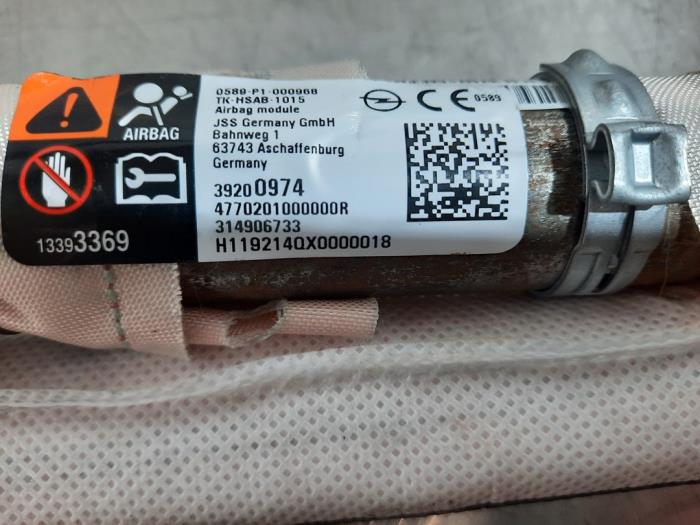 AIRBAG
13393369
0589-P1-000968
TK-HSAB-1015
Airbag module
JSS Germany GmbH
Bahnweg 1
63743 Aschaffenburg
Germany
39200974
4770201000000R
314906733
H119214QX0000018
CE 0589